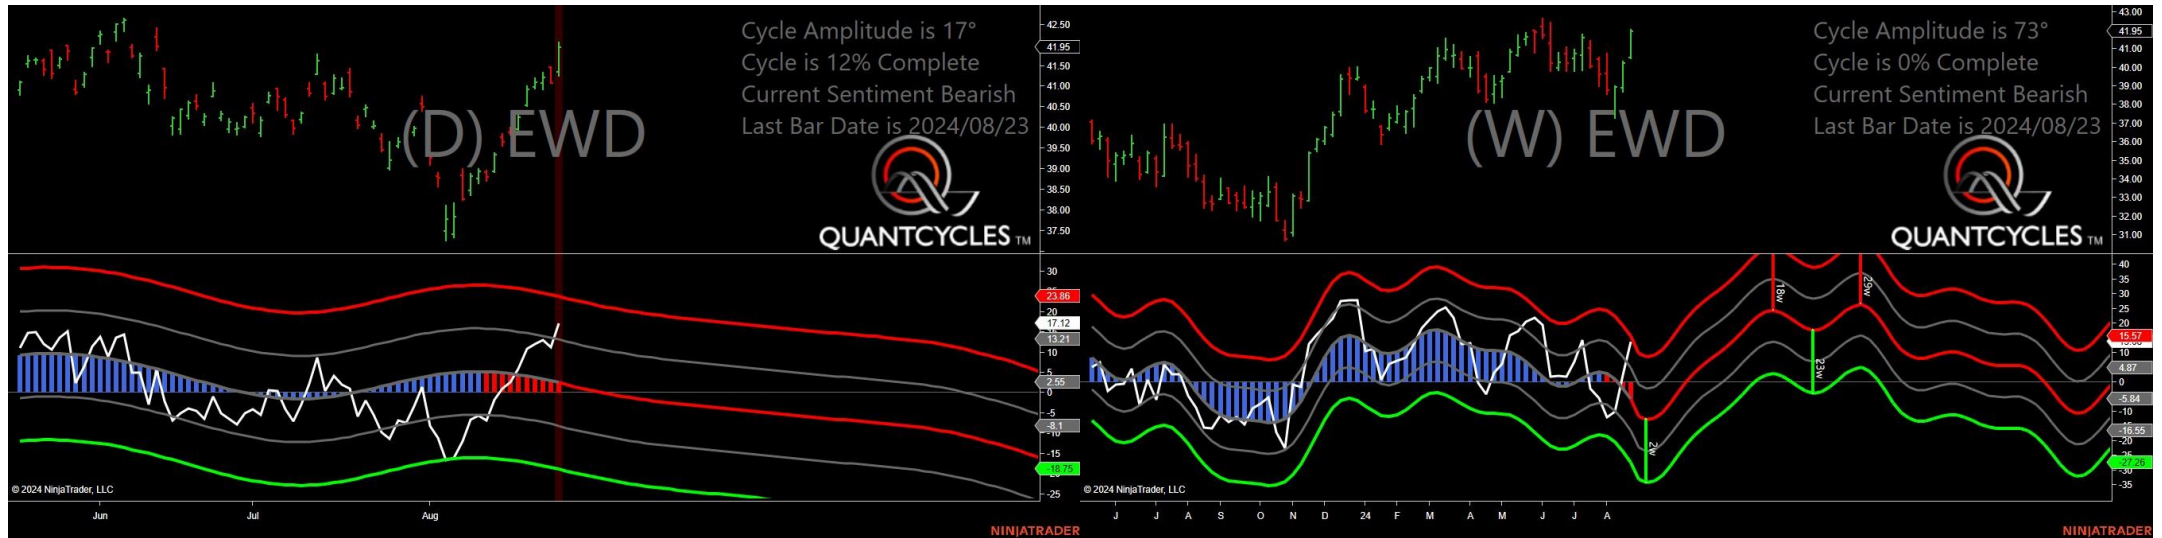 Cycle Amplitude is 17°
Cycle is 12% Complete
Current Sentiment Bearish
Last Bar Date is 2024/08/23
(D) EWD
QUANTCYCLES TM
42.50
41.95
41.50
41.00
40.50
40.00
39.50
39.00
38.50
38.00
37.50
30
23.86
20
17.12
13.21
10
5
2.55
0
-5
-8.1
-10
-15
-18.75
-25
© 2024 NinjaTrader, LLC
Jun
Jul
Aug
NINJATRADER
Cycle Amplitude is 73°
Cycle is 0% Complete
Current Sentiment Bearish
Last Bar Date is 2024/08/23
(W) EWD
QUANTCYCLES TM
43.00
41.95
41.00
40.00
39.00
38.00
37.00
36.00
35.00
34.00
33.00
32.00
31.00
18w
29w
23w
2w
40
35
30
25
20
15.57
10
4.87
0
-5.84
-10
-16.55
-20
-27.26
-35
© 2024 NinjaTrader, LLC
J J A S O N D 24 F M A M J J A
NINJATRADER